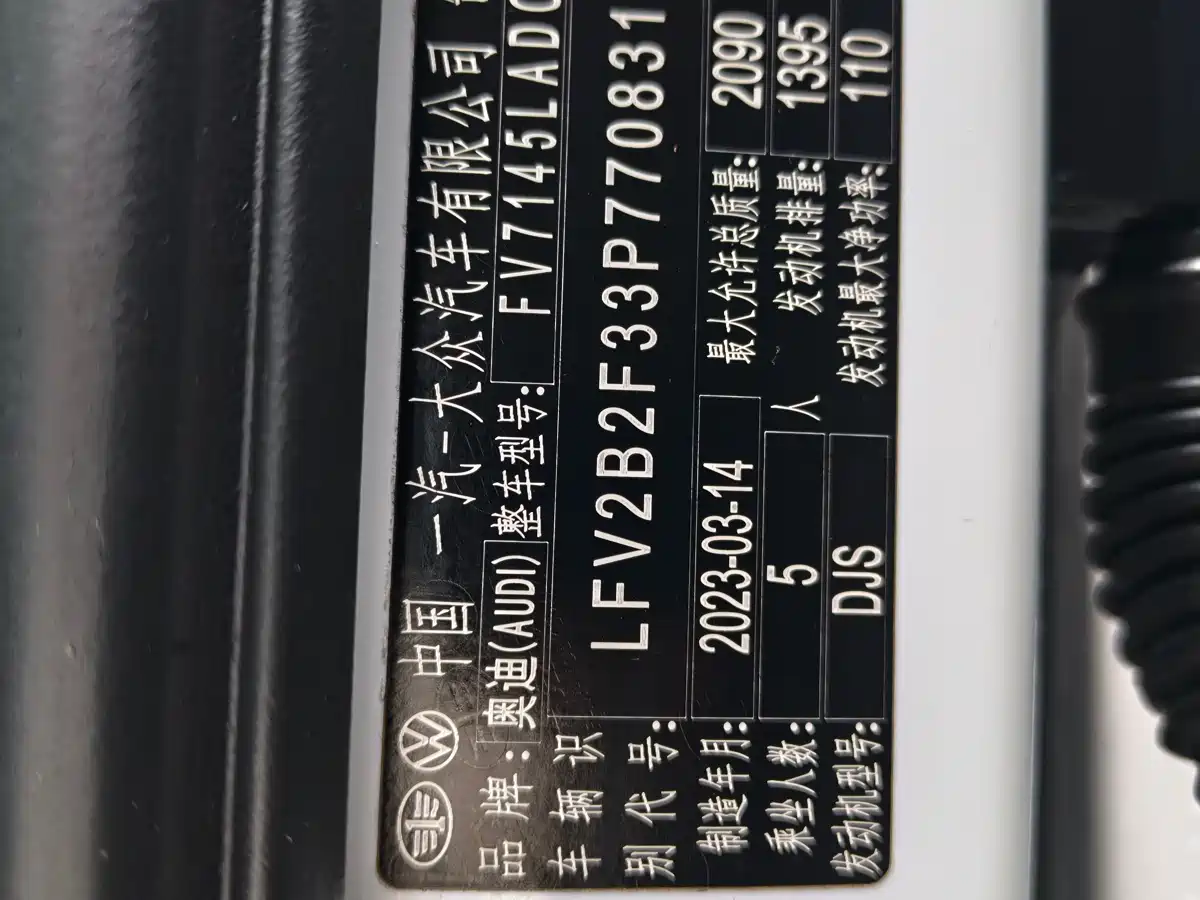 中国 一汽-大众汽车有限公司
品牌: 奥迪(AUDI) 整车型号: FV7145LADC
车辆识别代号: LFV2B2F33P770831
制造年月: 2023-03-14 最大允许总质量: 2090
乘坐人数: 5 人 发动机排量: 1395
发动机型号: DJS 发动机最大净功率: 110